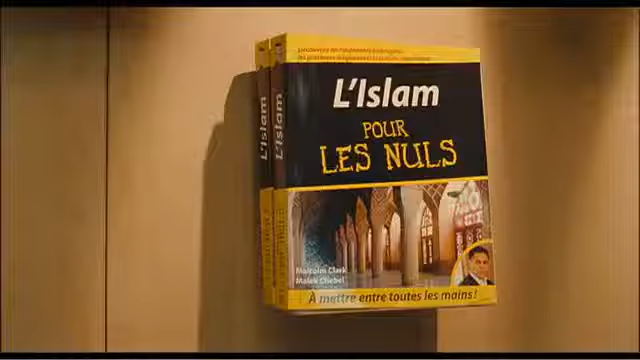 L'Islam
POUR
LES NULS
Malcolm Clark
Malek Chebel
À mettre entre toutes les mains !
L'Islam
L'Islam